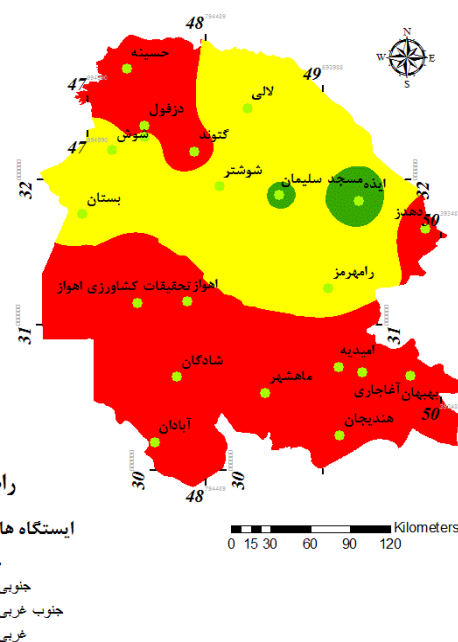 48
حسینه
N
W E
S
49
47
دزفول
لالی
47
شوش
گتوند
32
مسجد سلیمان
ایذه
32
شوشتر
50
بستان
دهدز
رامهرمز
اهواز
تحقیقات کشاورزی اهواز
31
31
امیدیه
شادگان
ماهشهر
آغاجاری
بهبهان
50
هندیجان
آبادان
30
30
48
ایستگاه ها
Kilometers
0 15 30 60 90 120
جنوبی
جنوب غربی
غربی